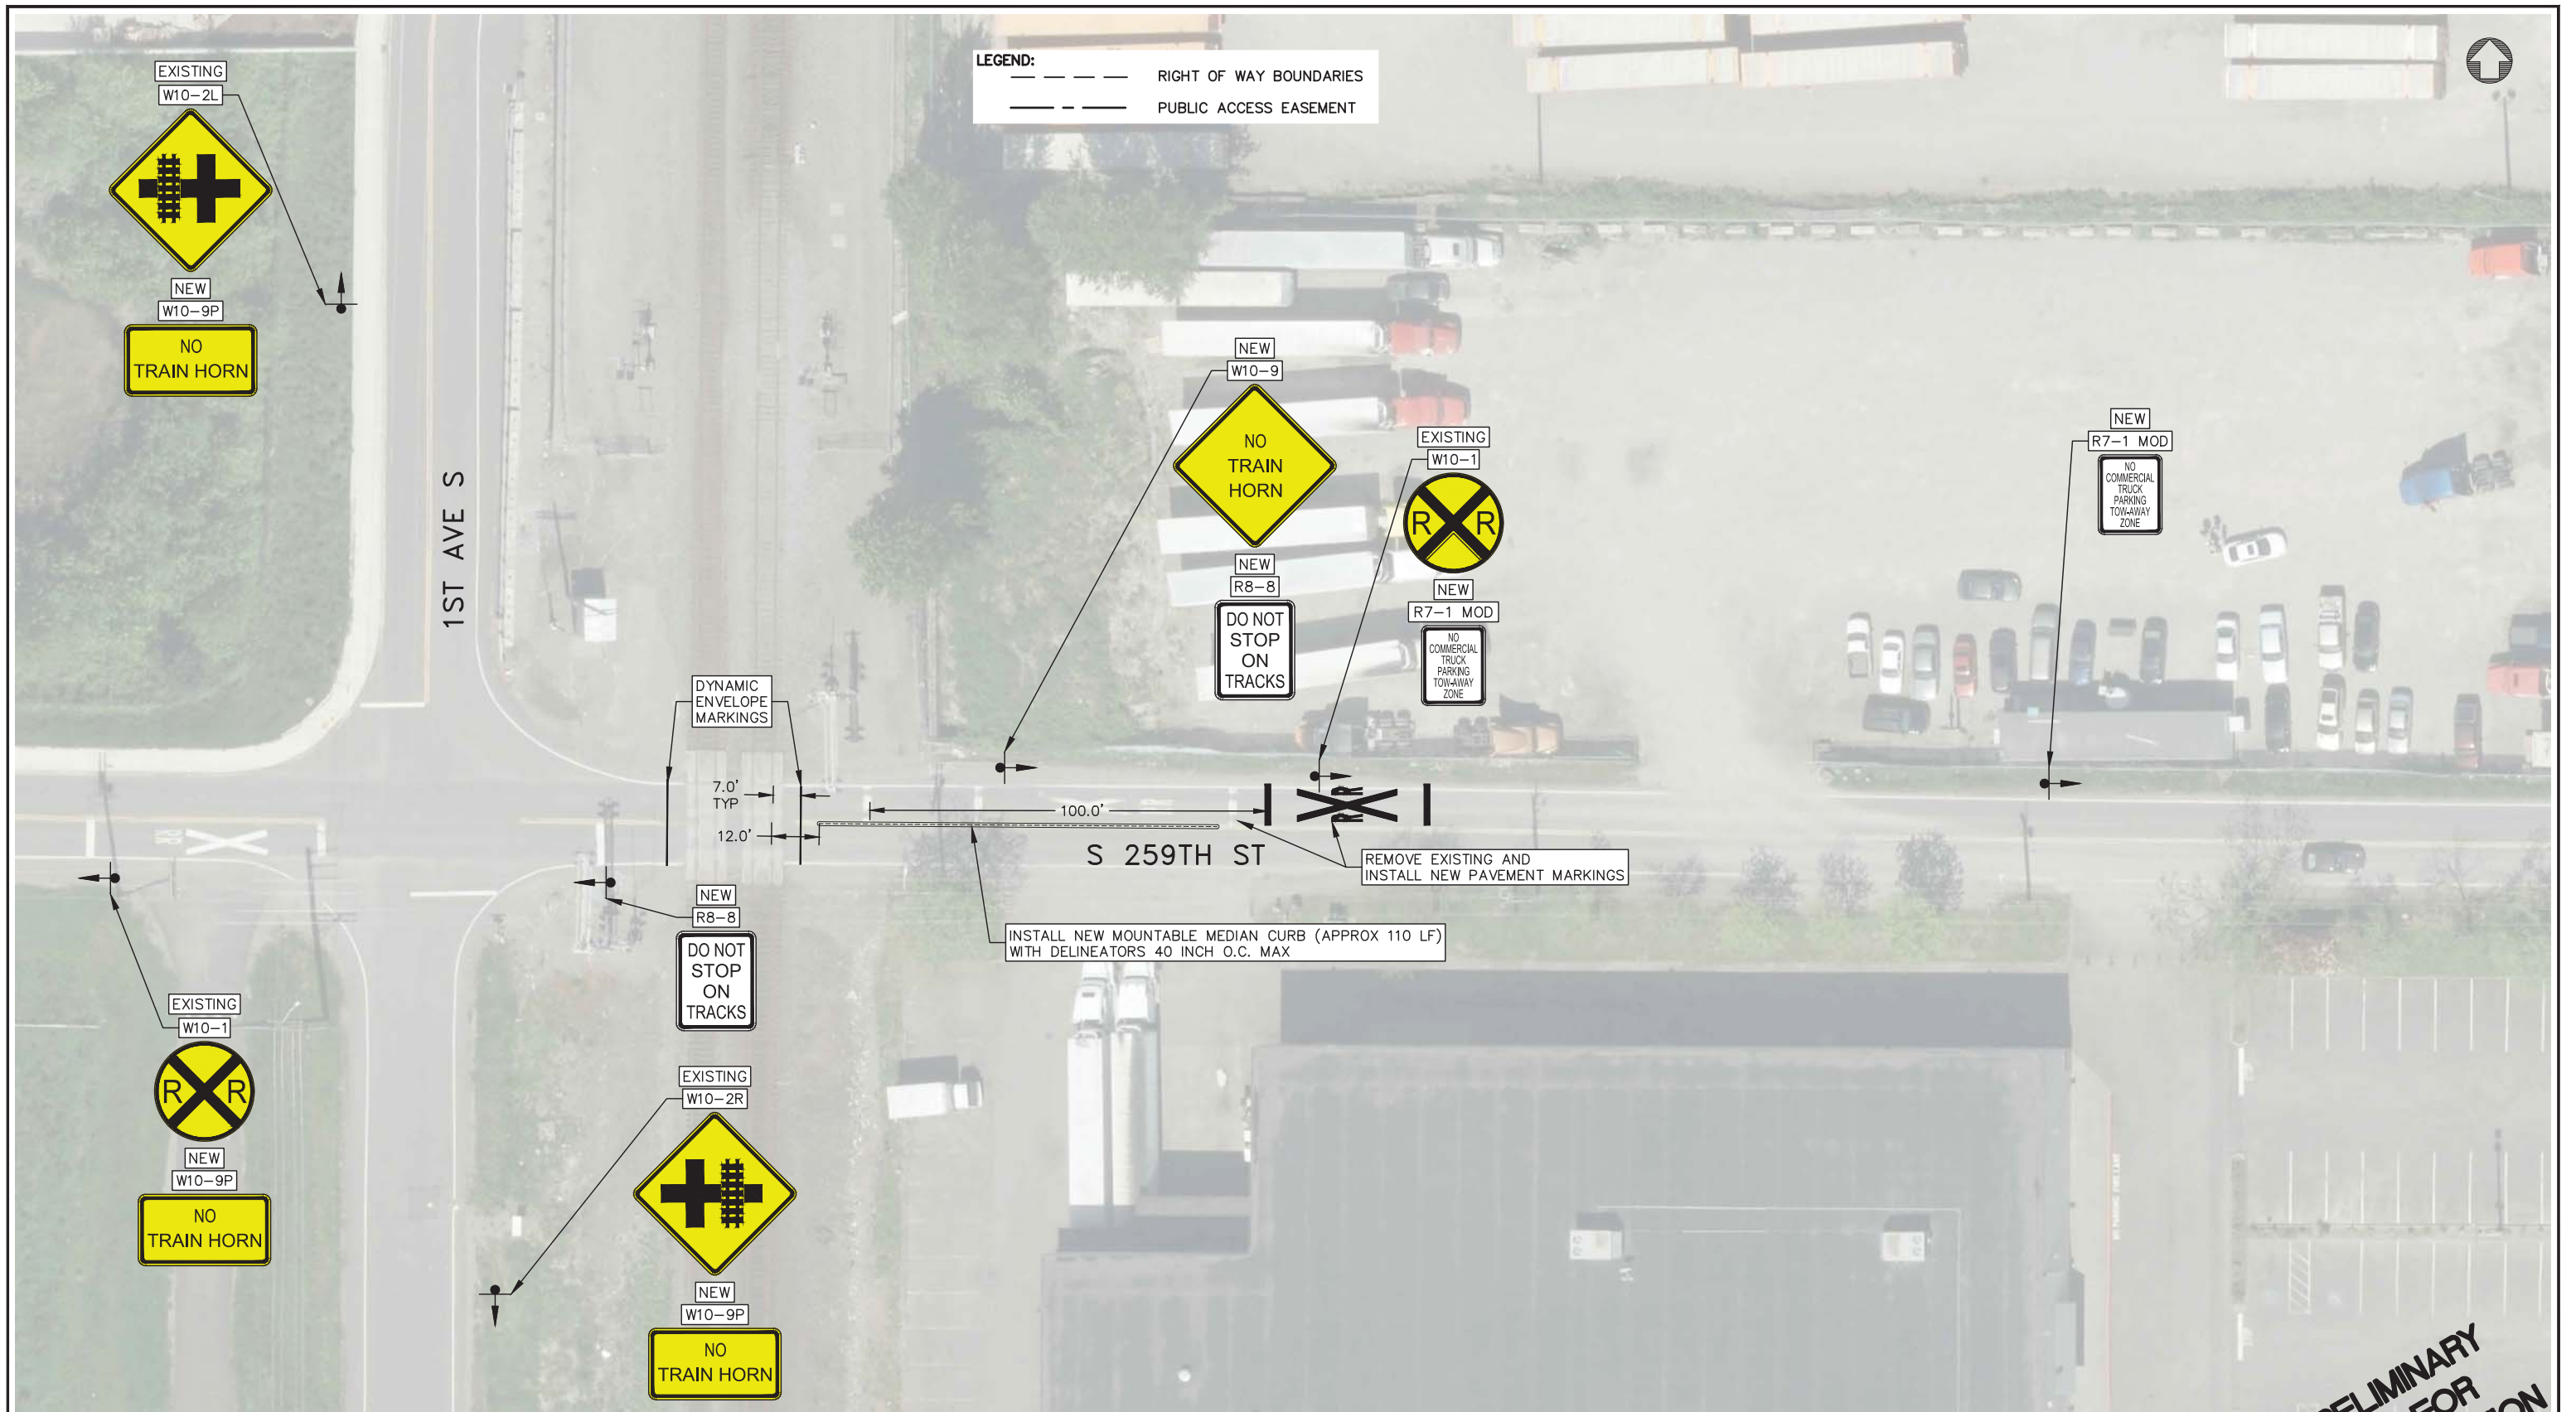 LEGEND:
RIGHT OF WAY BOUNDARIES
PUBLIC ACCESS EASEMENT
EXISTING
W10-2L
NEW
W10-9P
NO
TRAIN HORN
1ST AVE S
NEW
W10-9
NO
TRAIN
HORN
NEW
R8-8
DO NOT
STOP
ON
TRACKS
EXISTING
W10-1
R R
NEW
R7-1 MOD
NO
COMMERCIAL
TRUCK
PARKING
TOW-AWAY
ZONE
NEW
R7-1 MOD
NO
COMMERCIAL
TRUCK
PARKING
TOW-AWAY
ZONE
DYNAMIC
ENVELOPE
MARKINGS
7.0'
TYP
12.0'
100.0'
RR
RR
S 259TH ST
REMOVE EXISTING AND
INSTALL NEW PAVEMENT MARKINGS
INSTALL NEW MOUNTABLE MEDIAN CURB (APPROX 110 LF)
WITH DELINEATORS 40 INCH O.C. MAX
NEW
R8-8
DO NOT
STOP
ON
TRACKS
EXISTING
W10-1
R R
NEW
W10-9P
NO
TRAIN HORN
EXISTING
W10-2R
NEW
W10-9P
NO
TRAIN HORN
ELIMINARY
FOR
ION